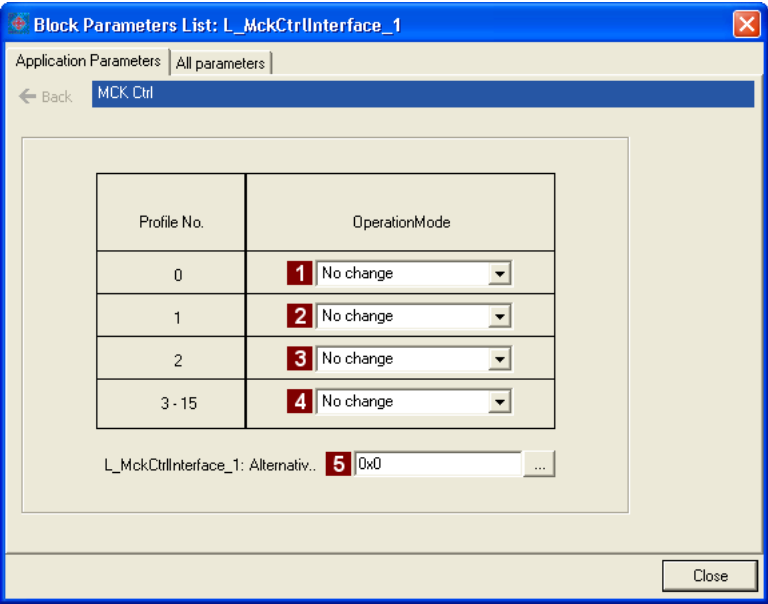 Block Parameters List: L_MckCtrlInterface_1
Application Parameters All parameters
Back MCK Ctrl
Profile No. OperationMode
0 1 No change
1 2 No change
2 3 No change
3 - 15 4 No change
L_MckCtrlInterface_1: Alternativ.. 5 0x0 ...
Close